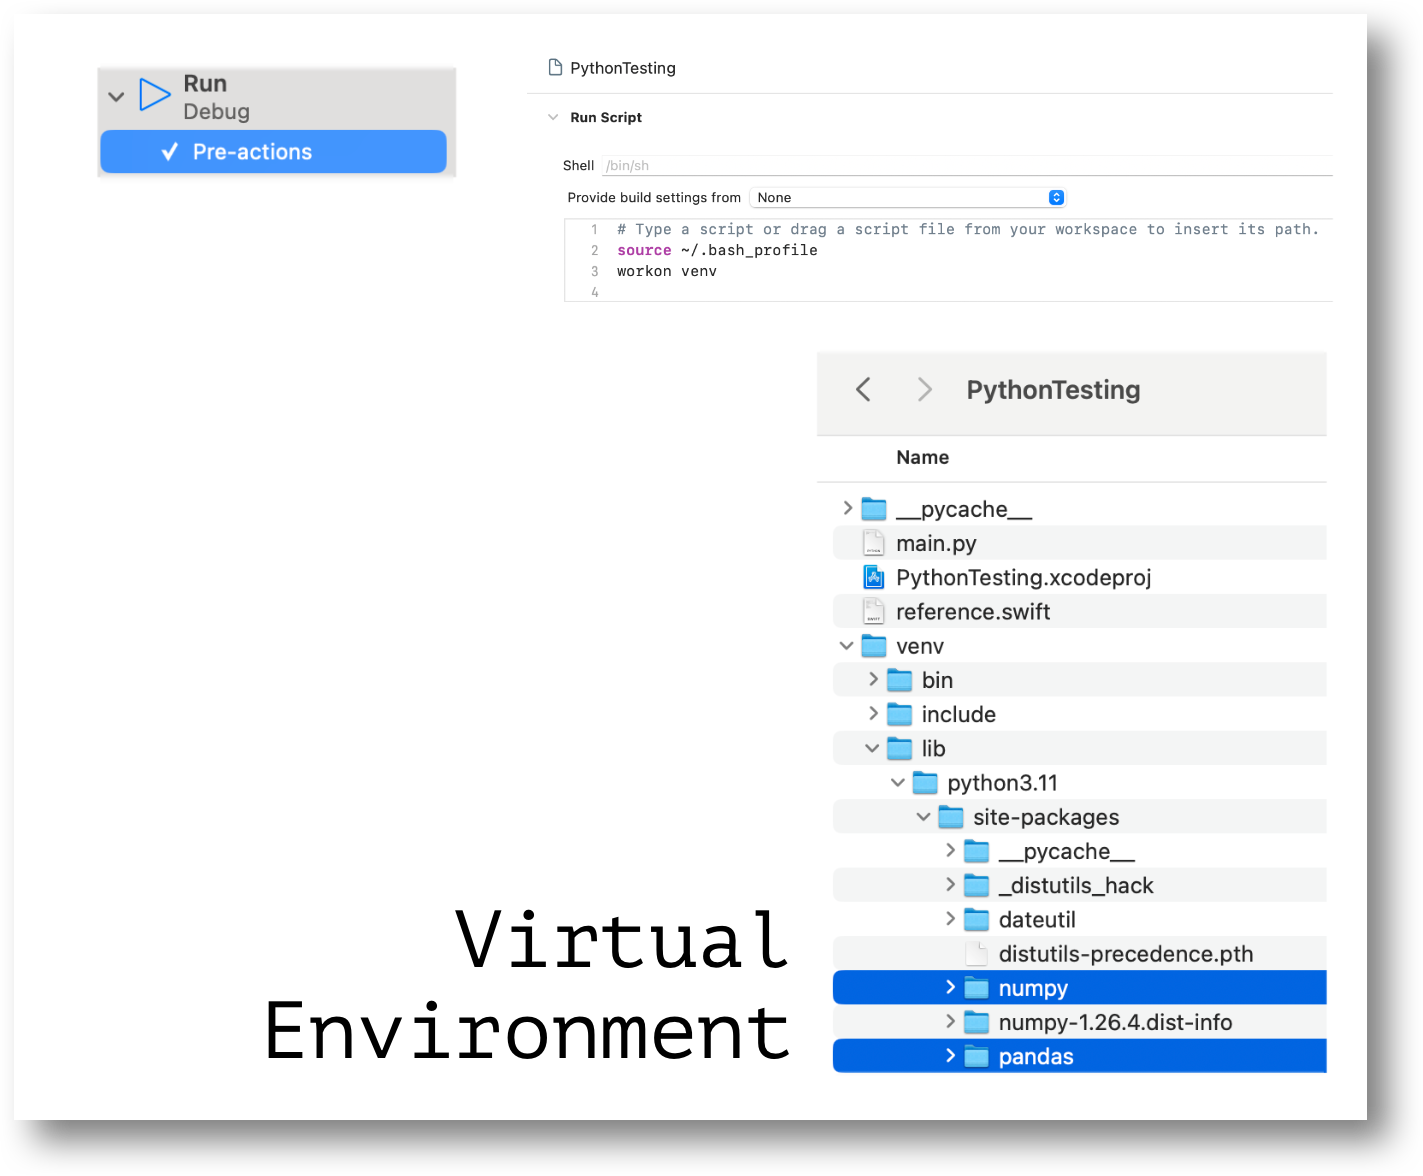 Run
Debug
✓ Pre-actions
PythonTesting
Run Script
Shell /bin/sh
Provide build settings from None
1 # Type a script or drag a script file from your workspace to insert its path.
2 source ~/.bash_profile
3 workon venv
4
PythonTesting
Name
__pycache__
main.py
PythonTesting.xcodeproj
reference.swift
venv
bin
include
lib
python3.11
site-packages
__pycache__
_distutils_hack
dateutil
distutils-precedence.pth
numpy
numpy-1.26.4.dist-info
pandas
Virtual
Environment